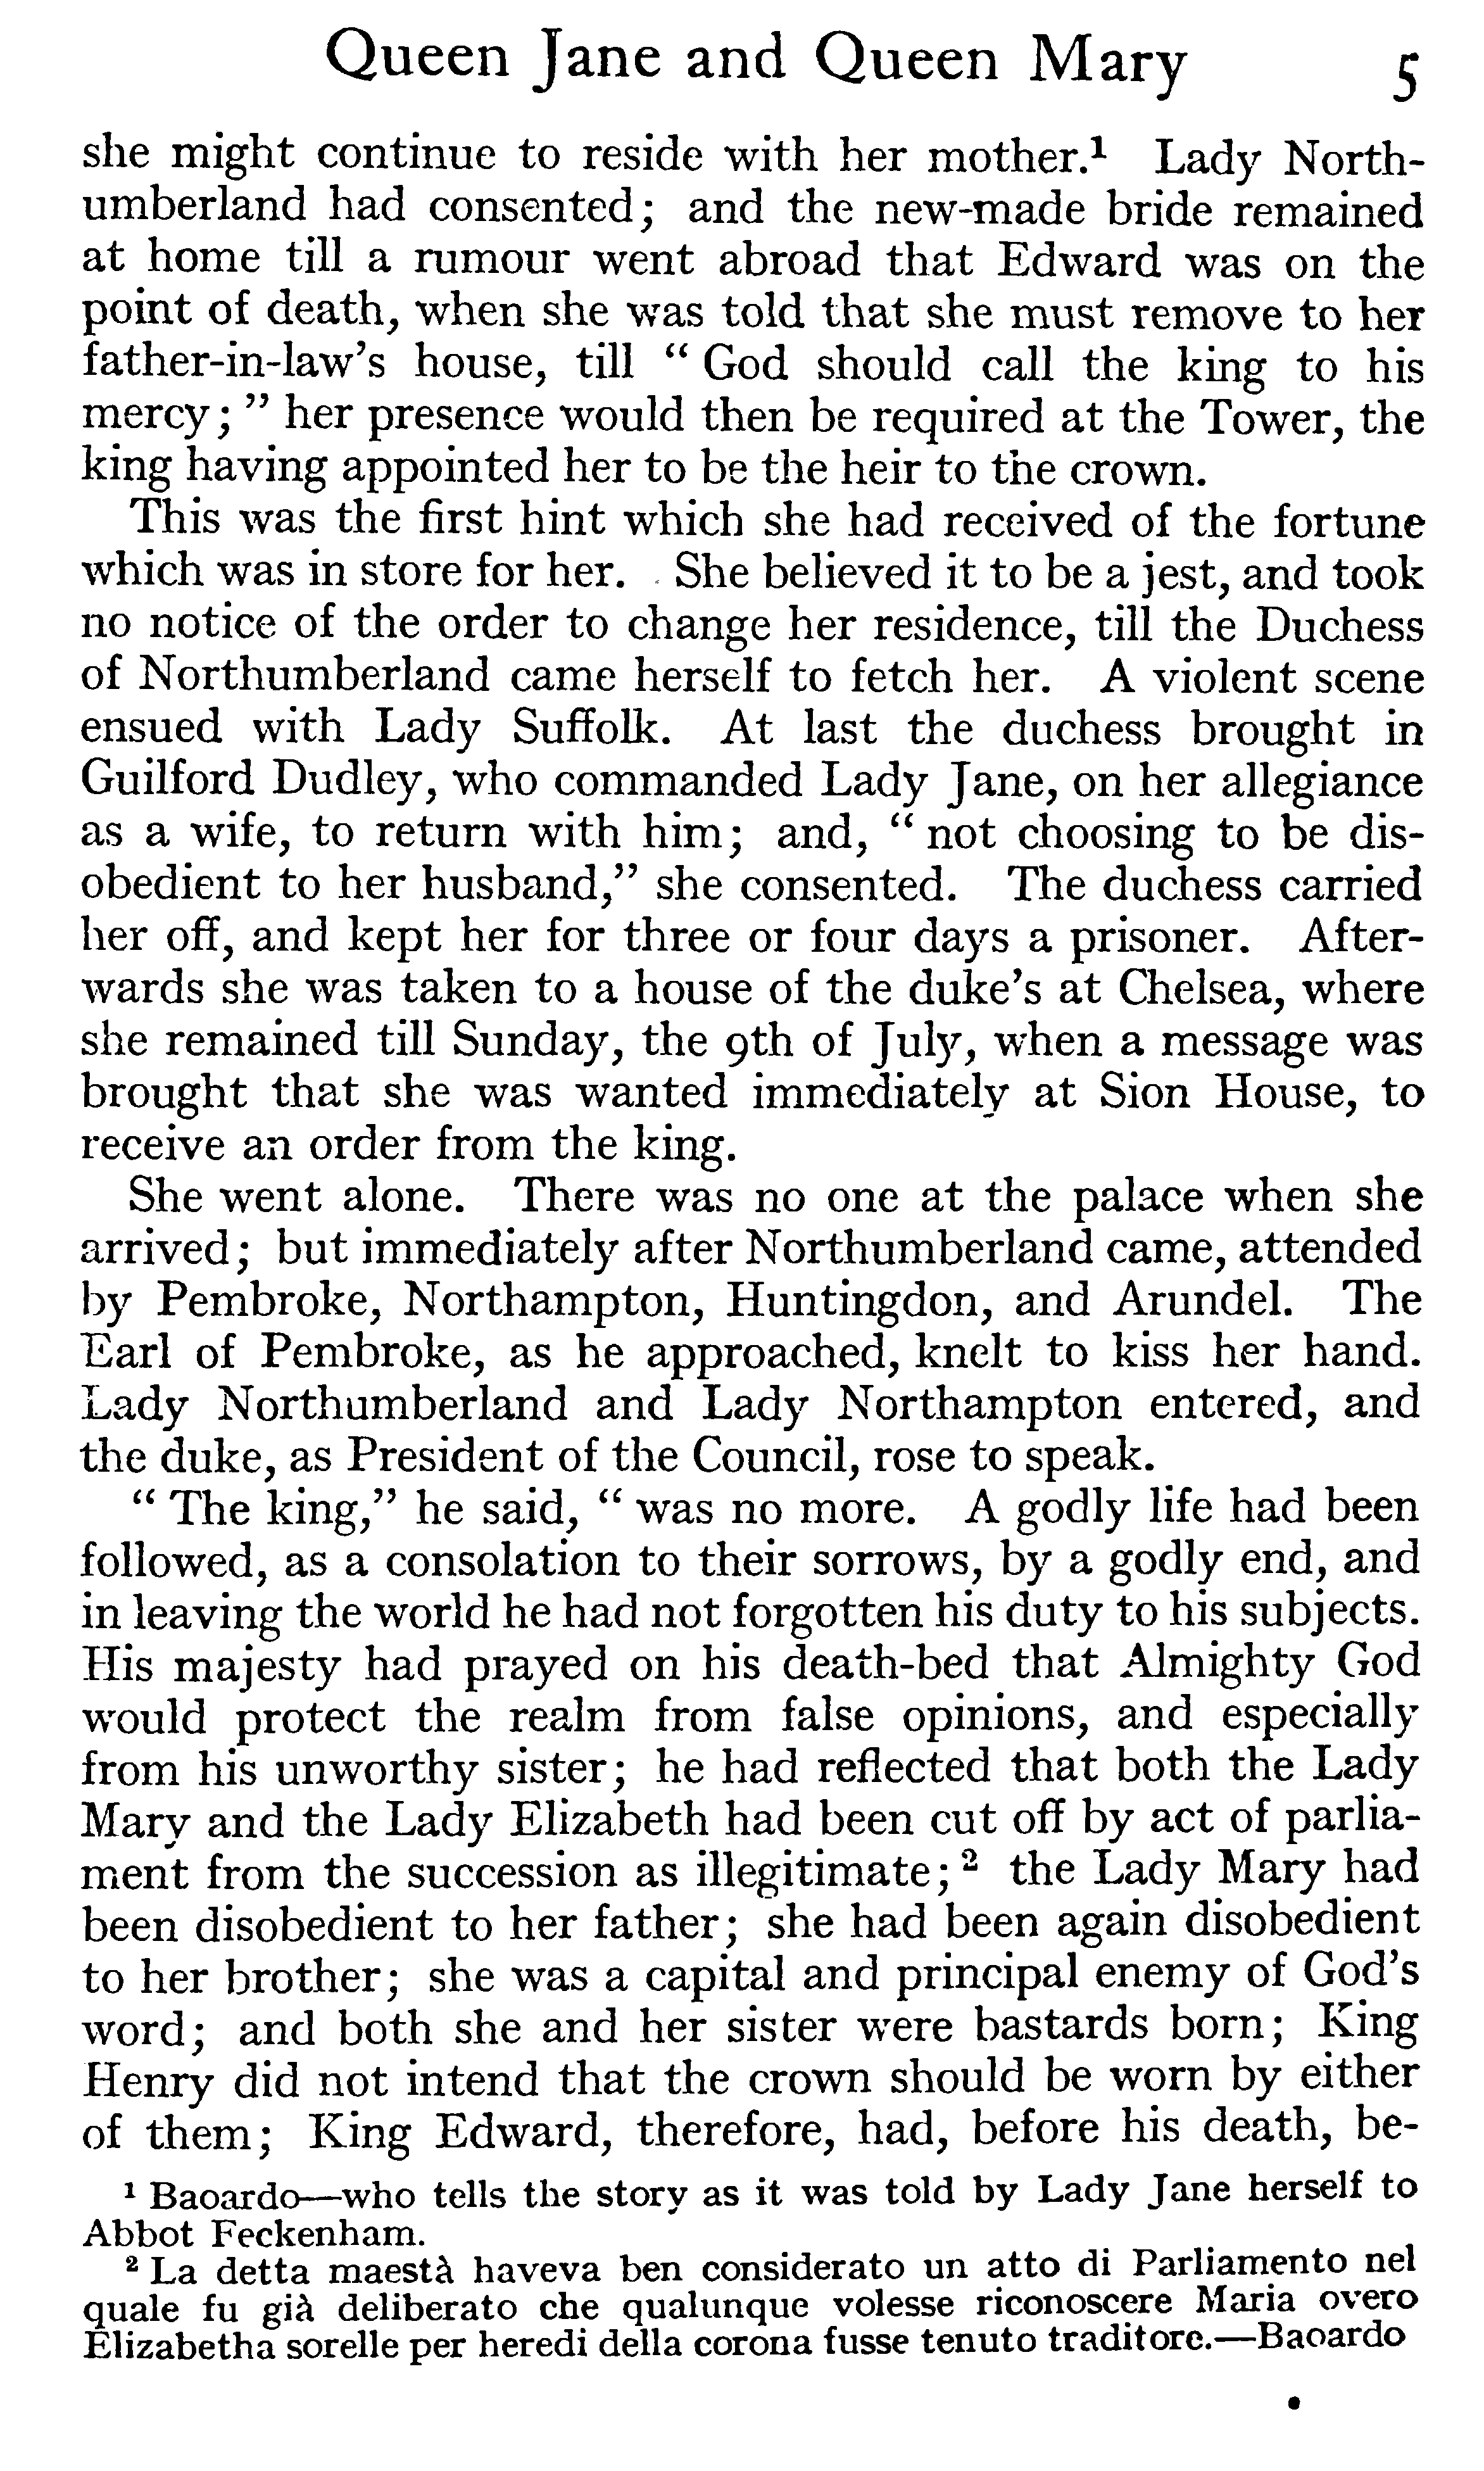 Queen Jane and Queen Mary 5
she might continue to reside with her mother.¹ Lady North-
umberland had consented; and the new-made bride remained
at home till a rumour went abroad that Edward was on the
point of death, when she was told that she must remove to her
father-in-law's house, till “ God should call the king to his
mercy; ” her presence would then be required at the Tower, the
king having appointed her to be the heir to the crown.
This was the first hint which she had received of the fortune
which was in store for her. She believed it to be a jest, and took
no notice of the order to change her residence, till the Duchess
of Northumberland came herself to fetch her. A violent scene
ensued with Lady Suffolk. At last the duchess brought in
Guilford Dudley, who commanded Lady Jane, on her allegiance
as a wife, to return with him; and, “ not choosing to be dis-
obedient to her husband,” she consented. The duchess carried
her off, and kept her for three or four days a prisoner. After-
wards she was taken to a house of the duke's at Chelsea, where
she remained till Sunday, the 9th of July, when a message was
brought that she was wanted immediately at Sion House, to
receive an order from the king.
She went alone. There was no one at the palace when she
arrived; but immediately after Northumberland came, attended
by Pembroke, Northampton, Huntingdon, and Arundel. The
Earl of Pembroke, as he approached, knelt to kiss her hand.
Lady Northumberland and Lady Northampton entered, and
the duke, as President of the Council, rose to speak.
“ The king,” he said, “ was no more. A godly life had been
followed, as a consolation to their sorrows, by a godly end, and
in leaving the world he had not forgotten his duty to his subjects.
His majesty had prayed on his death-bed that Almighty God
would protect the realm from false opinions, and especially
from his unworthy sister; he had reflected that both the Lady
Mary and the Lady Elizabeth had been cut off by act of parlia-
ment from the succession as illegitimate; ² the Lady Mary had
been disobedient to her father; she had been again disobedient
to her brother; she was a capital and principal enemy of God's
word; and both she and her sister were bastards born; King
Henry did not intend that the crown should be worn by either
of them; King Edward, therefore, had, before his death, be-
¹ Baoardo—who tells the story as it was told by Lady Jane herself to
Abbot Feckenham.
² La detta maestà haveva ben considerato un atto di Parliamento nel
quale fu già deliberato che qualunque volesse riconoscere Maria overo
Elizabetha sorelle per heredi della corona fusse tenuto traditore.—Baoardo